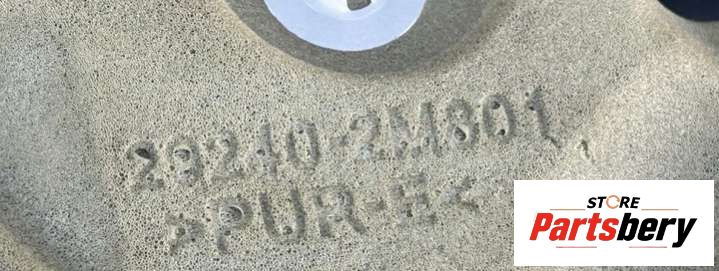 29240-2M801
>PUR-F<
STORE
Partsbery